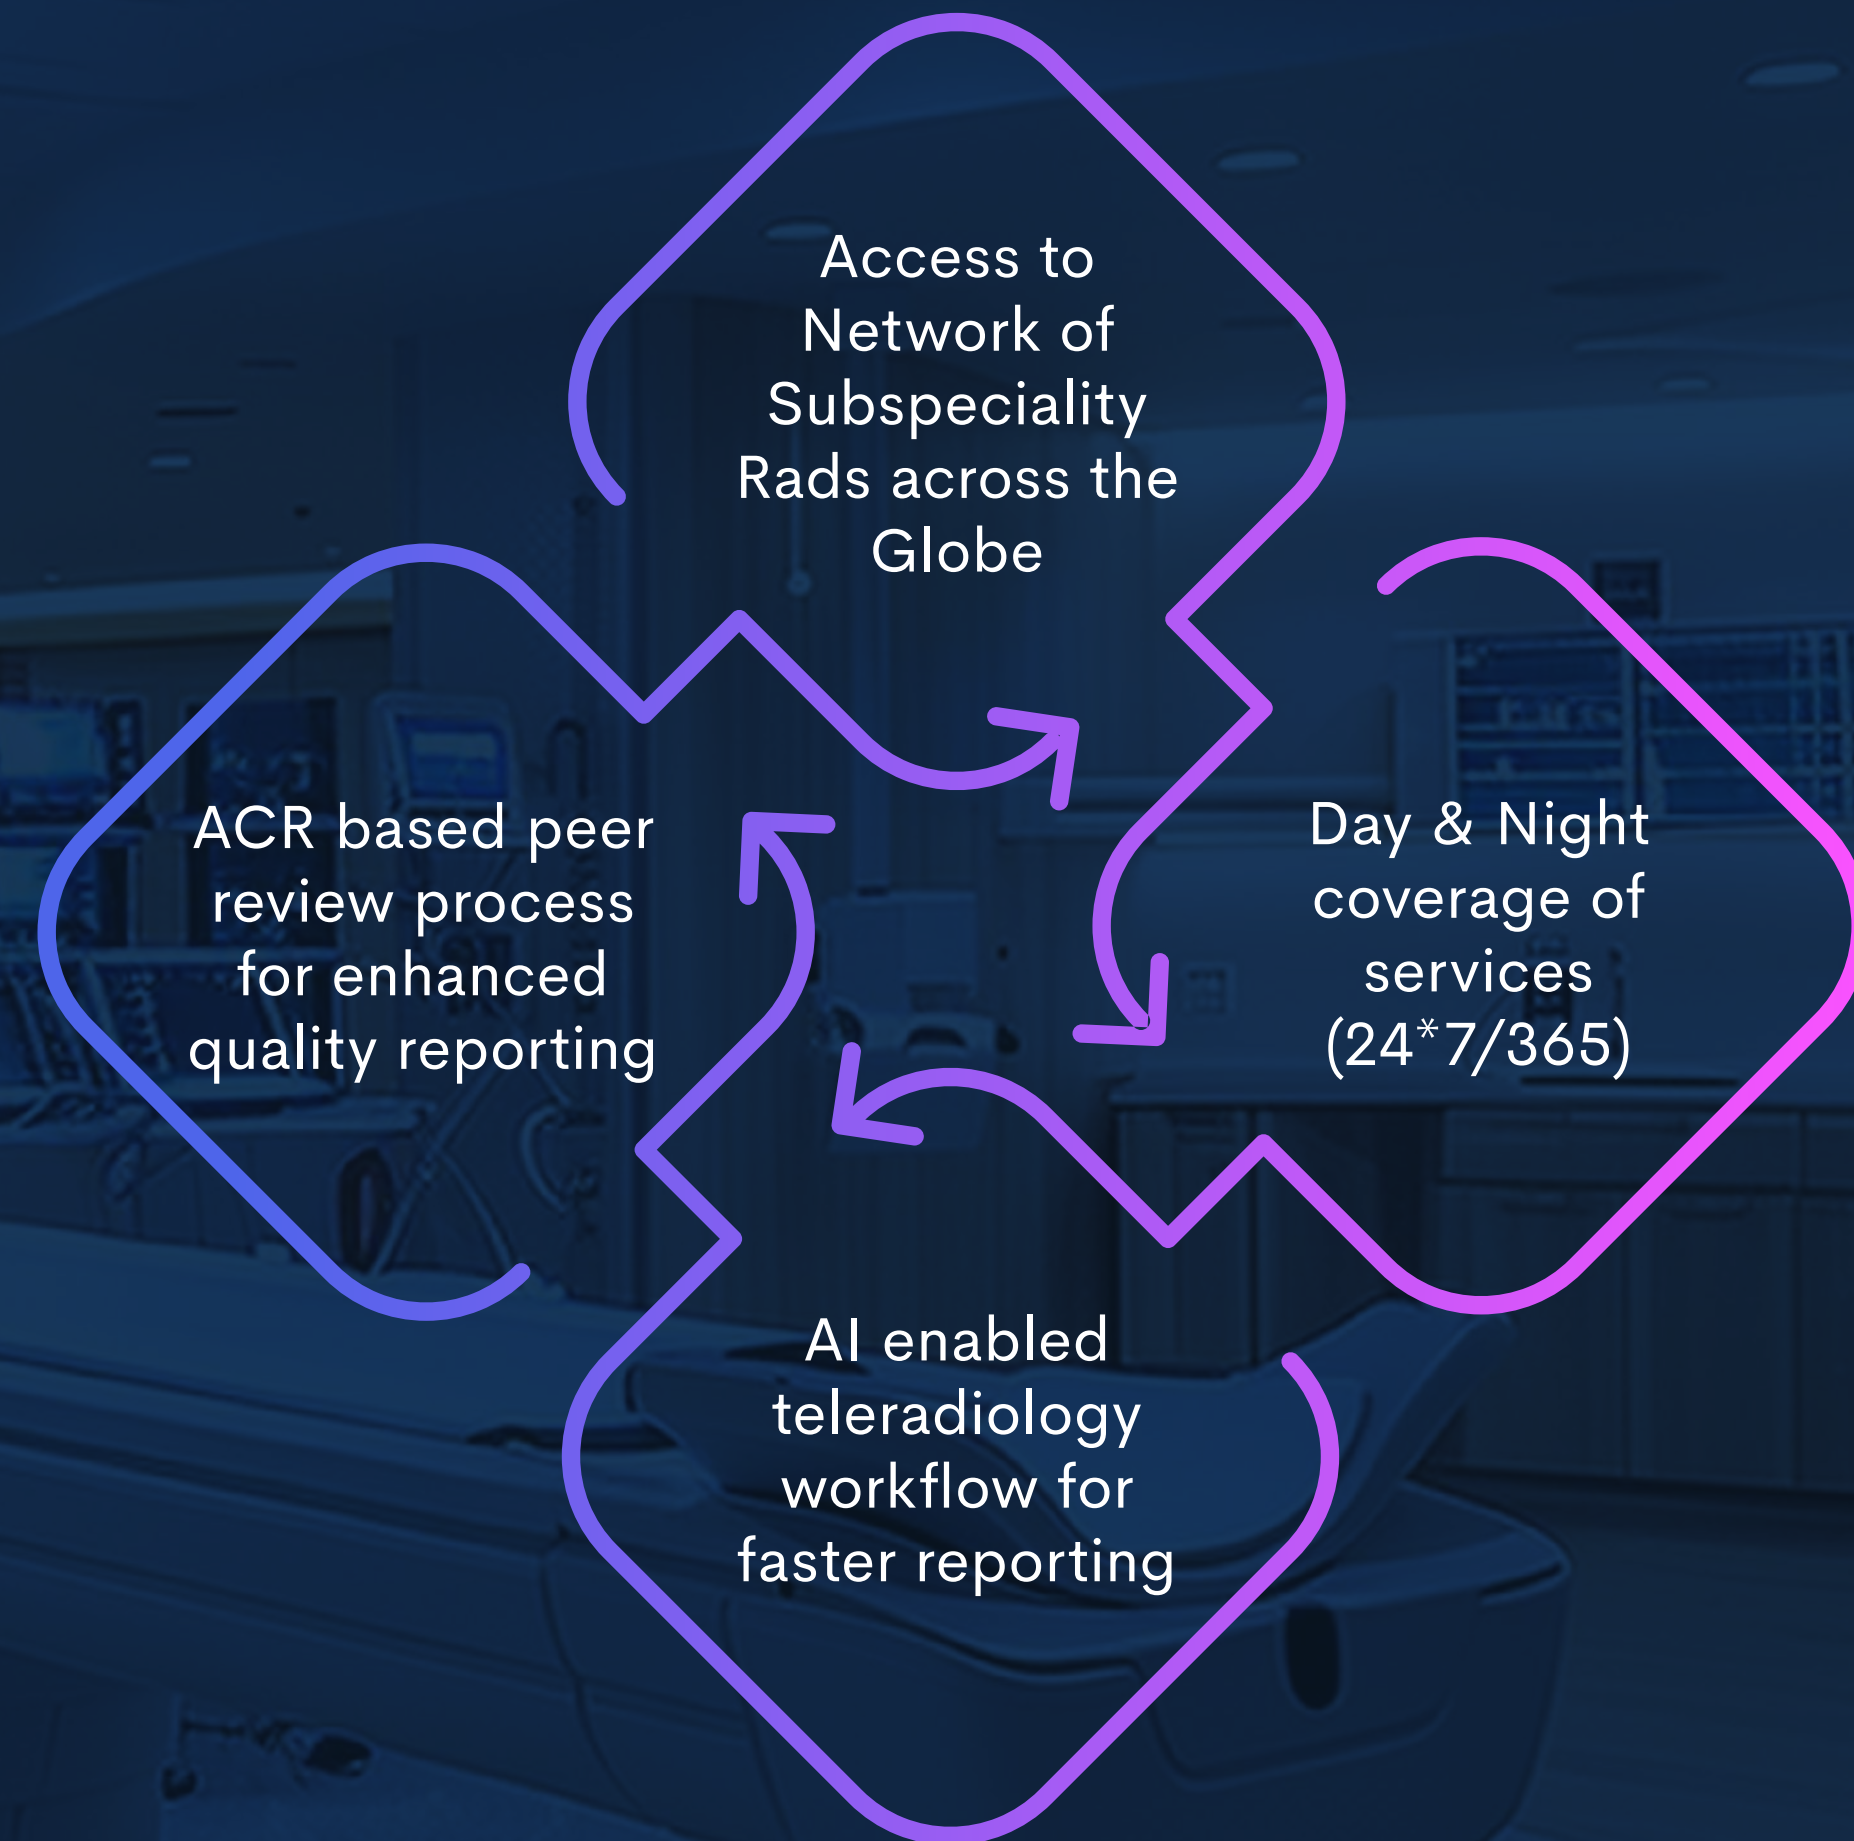 Access to
Network of
Subspeciality
Rads across the
Globe
ACR based peer
review process
for enhanced
quality reporting
Day & Night
coverage of
services
(24*7/365)
AI enabled
teleradiology
workflow for
faster reporting